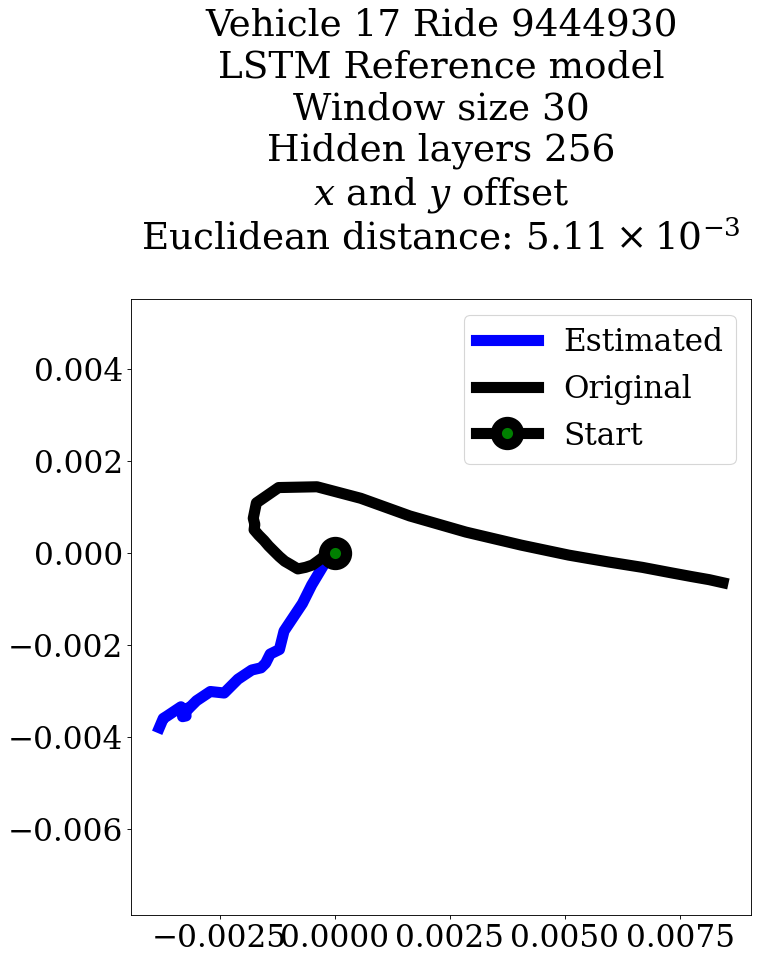 Vehicle 17 Ride 9444930
LSTM Reference model
Window size 30
Hidden layers 256
x and y offset
Euclidean distance: 5.11 × 10⁻³
Estimated
Original
Start
0.004
0.002
0.000
−0.002
−0.004
−0.006
−0.0025 0.0000 0.0025 0.0050 0.0075